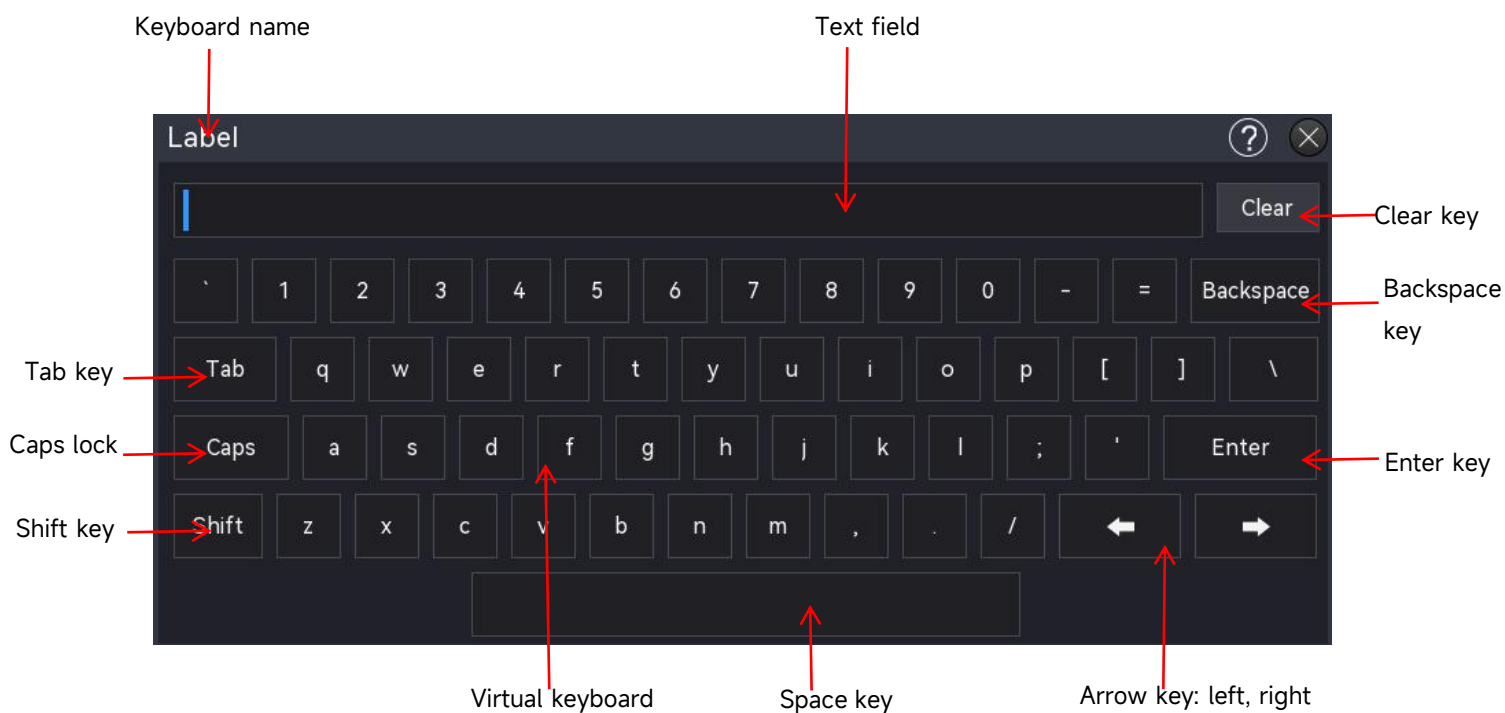 Keyboard name
Text field
Label
?
Clear
Clear key
` 1 2 3 4 5 6 7 8 9 0 - = Backspace
Backspace
key
Tab key
Tab q w e r t y u i o p [ ] \
Caps lock
Caps a s d f g h j k l ; ' Enter
Enter key
Shift key
Shift z x c v b n m , . /
Virtual keyboard
Space key
Arrow key: left, right